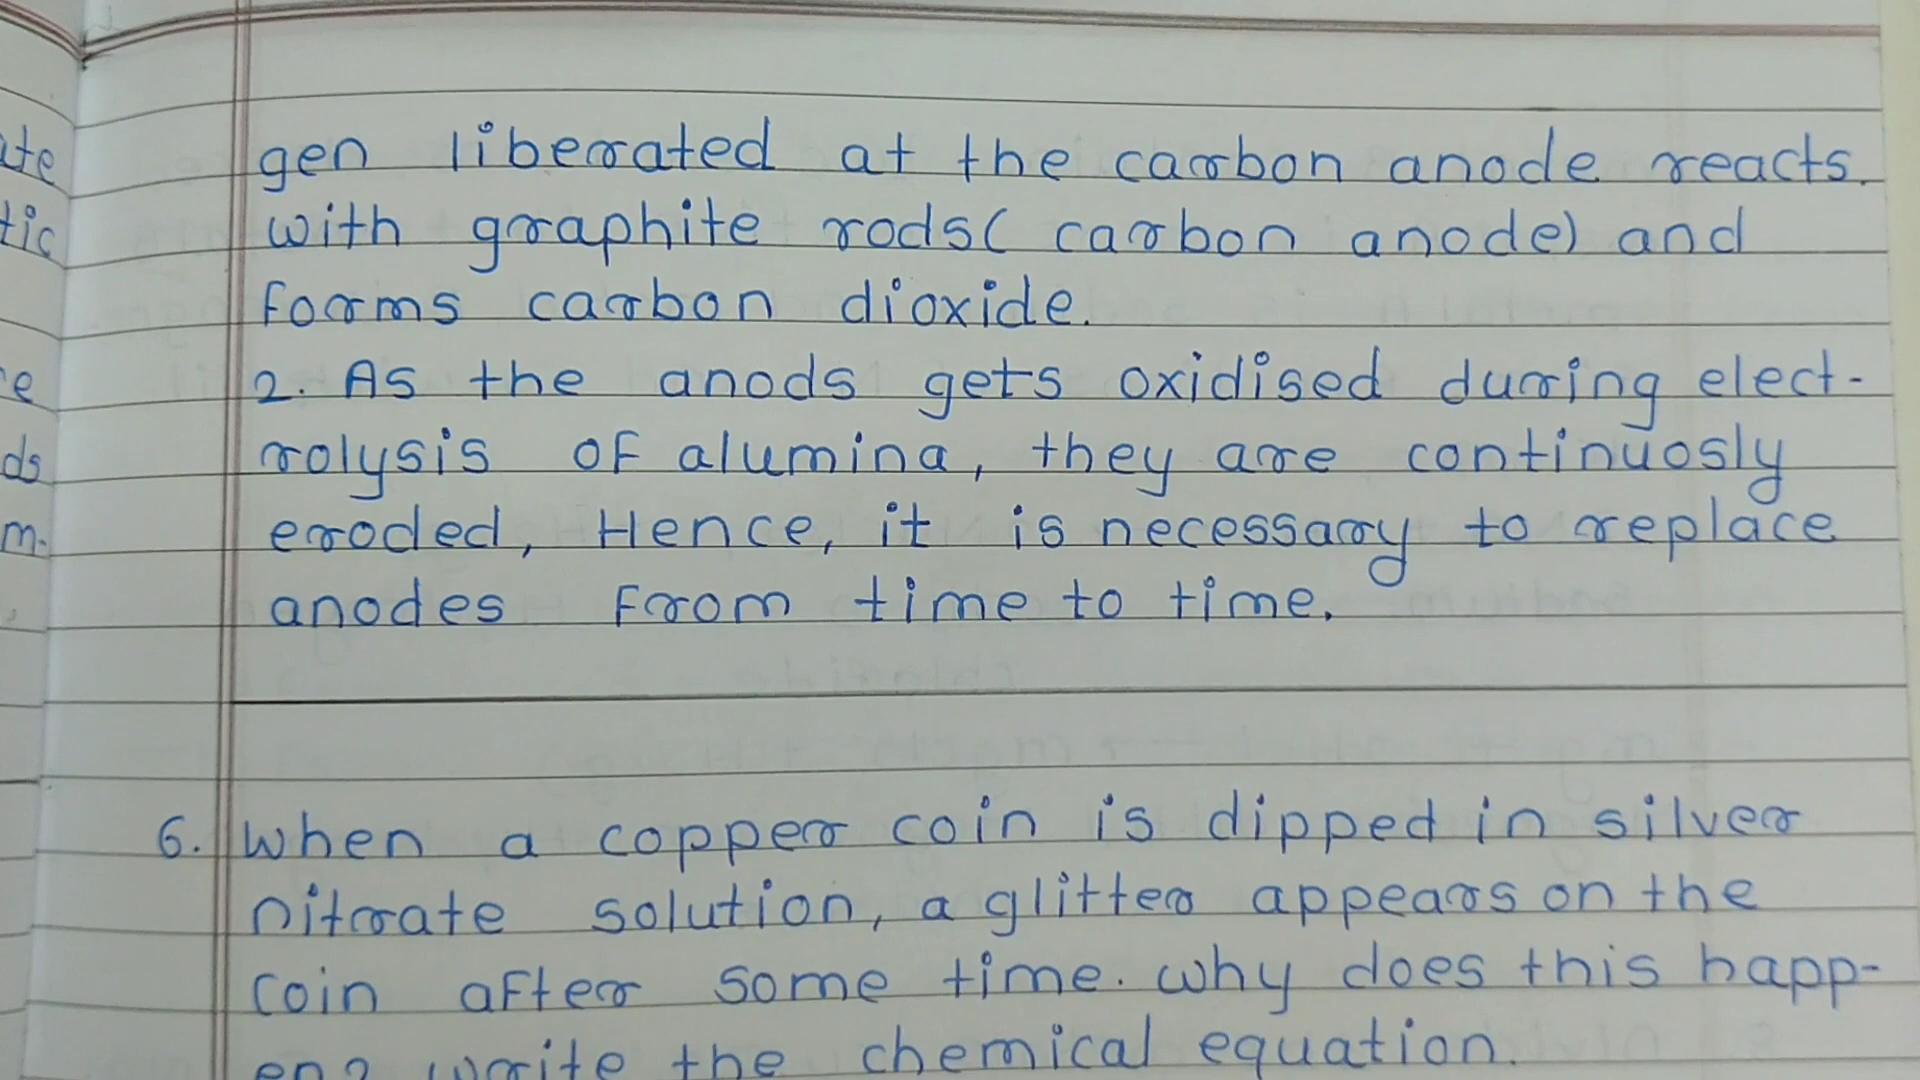 gen liberated at the carbon anode reacts.
with graphite rods( carbon anode) and
forms carbon dioxide.
2. As the anods gets oxidised during elect-
rolysis of alumina, they are continuosly
eroded, Hence, it is necessary to replace
anodes from time to time.
6. When a copper coin is dipped in silver
nitrate solution, a glitter appears on the
coin after some time. why does this happ-
en? write the chemical equation.